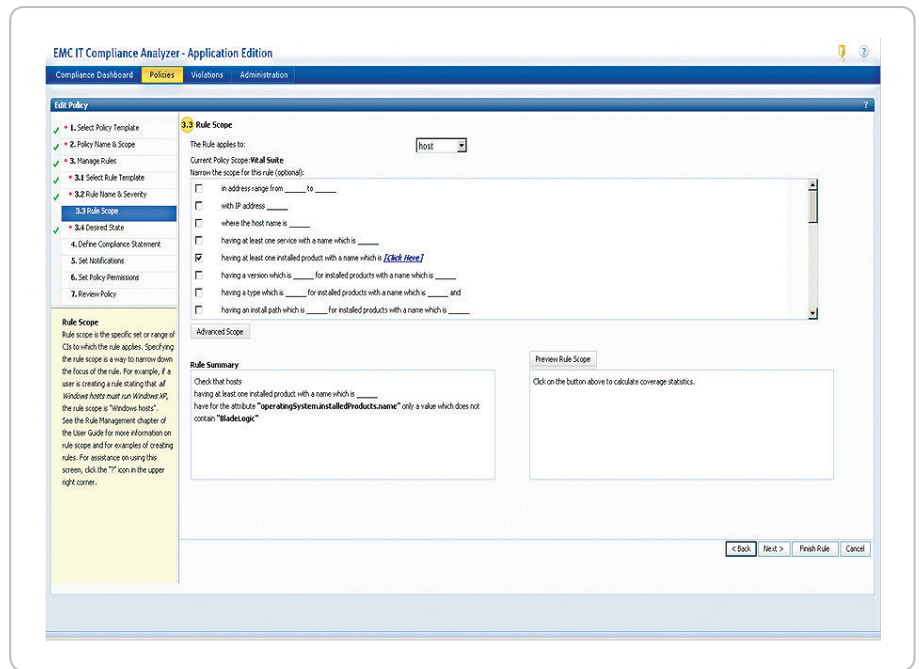 EMC IT Compliance Analyzer - Application Edition
Compliance Dashboard Policies Violations Administration
Edit Policy ?
* 1. Select Policy Template
* 2. Policy Name & Scope
* 3. Manage Rules
* 3.1 Select Rule Template
* 3.2 Rule Name & Severity
3.3 Rule Scope
* 3.4 Desired State
4. Define Compliance Statement
5. Set Notifications
6. Set Policy Permissions
7. Review Policy
Rule Scope
Rule scope is the specific set or range of
CIs to which the rule applies. Specifying
the rule scope is a way to narrow down
the focus of the rule. For example, if a
user is creating a rule stating that all
Windows hosts must run Windows XP,
the rule scope is "Windows hosts".
See the Rule Management chapter of
the User Guide for more information on
rule scope and for examples of creating
rules. For assistance on using this
screen, click the "?" icon in the upper
right corner.
3.3 Rule Scope
The Rule applies to: host
Current Policy Scope: Vital Suite
Narrow the scope for this rule (optional):
in address range from _____ to _____
with IP address _____
where the host name is _____
having at least one service with a name which is _____
having at least one installed product with a name which is [Click Here]
having a version which is _____ for installed products with a name which is _____
having a type which is _____ for installed products with a name which is _____ and
having an install path which is _____ for installed products with a name which is _____
Advanced Scope
Rule Summary
Check that hosts
having at least one installed product with a name which is _____
have for the attribute "operatingSystem.installedProducts.name" only a value which does not
contain "BladeLogic"
Preview Rule Scope
Click on the button above to calculate coverage statistics.
< Back Next > Finish Rule Cancel